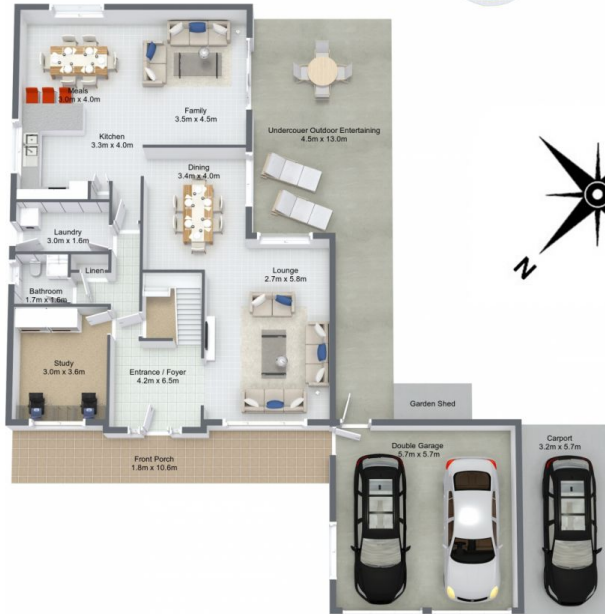 Meals
3.0m x 4.0m
Family
3.5m x 4.5m
Kitchen
3.3m x 4.0m
Undercouer Outdoor Entertaining
4.5m x 13.0m
Dining
3.4m x 4.0m
Laundry
3.0m x 1.6m
Linen
Bathroom
1.7m x 1.6m
Lounge
2.7m x 5.8m
N
Study
3.0m x 3.6m
Entrance / Foyer
4.2m x 6.5m
Garden Shed
Front Porch
1.8m x 10.6m
Double Garage
5.7m x 5.7m
Carport
3.2m x 5.7m